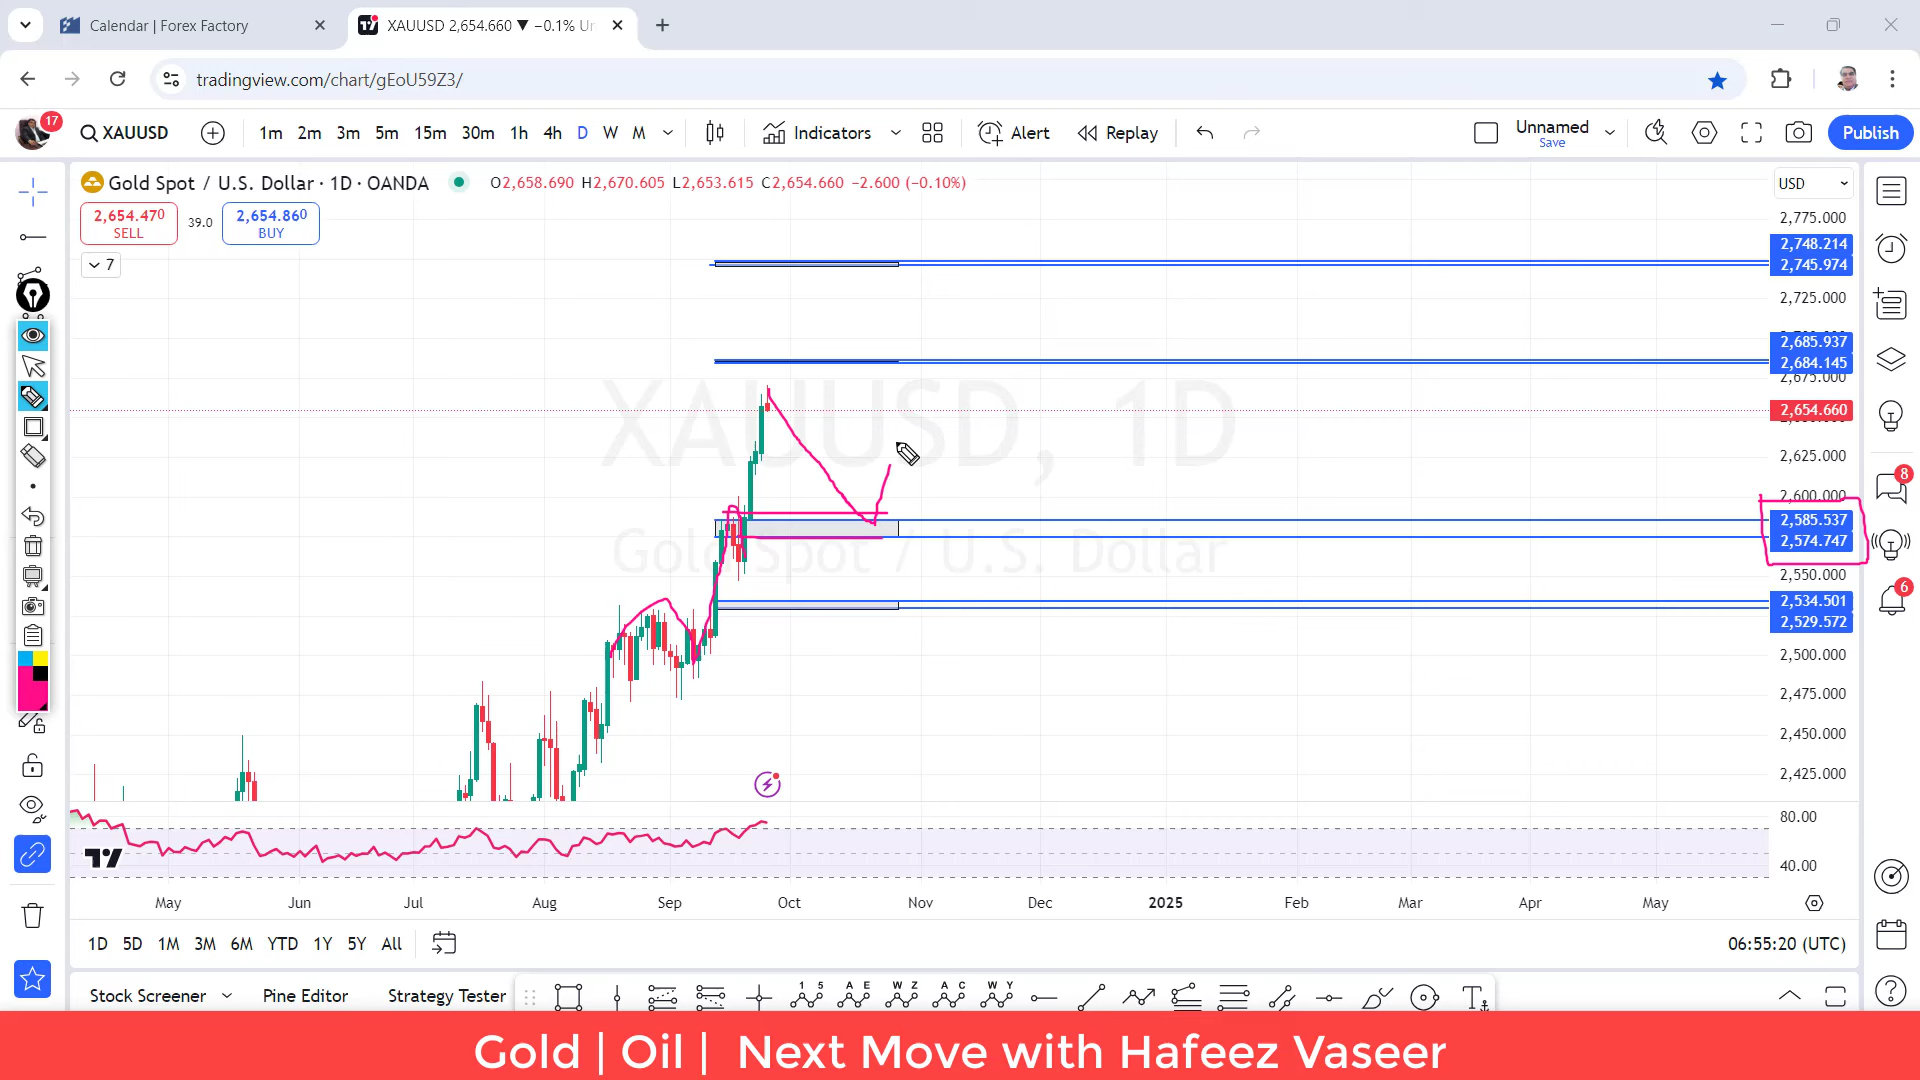 Calendar | Forex Factory
XAUUSD 2,654.660 ▼ −0.1% Un
tradingview.com/chart/gEoU59Z3/
17
XAUUSD
1m 2m 3m 5m 15m 30m 1h 4h D W M
Indicators
Alert
Replay
Unnamed
Save
Publish
Gold Spot / U.S. Dollar · 1D · OANDA
O2,658.690 H2,670.605 L2,653.615 C2,654.660 −2.600 (−0.10%)
USD
2,654.470
SELL
39.0
2,654.860
BUY
7
2,775.000
2,748.214
2,745.974
2,725.000
2,685.937
2,684.145
2,675.000
2,654.660
2,625.000
2,600.000
2,585.537
2,574.747
2,550.000
2,534.501
2,529.572
2,500.000
2,475.000
2,450.000
2,425.000
80.00
40.00
XAUUSD, 1D
Gold Spot / U.S. Dollar
8
6
May Jun Jul Aug Sep Oct Nov Dec 2025 Feb Mar Apr May
1D 5D 1M 3M 6M YTD 1Y 5Y All
06:55:20 (UTC)
Stock Screener
Pine Editor
Strategy Tester
1 5
A E
W Z
A C
W Y
Gold | Oil | Next Move with Hafeez Vaseer